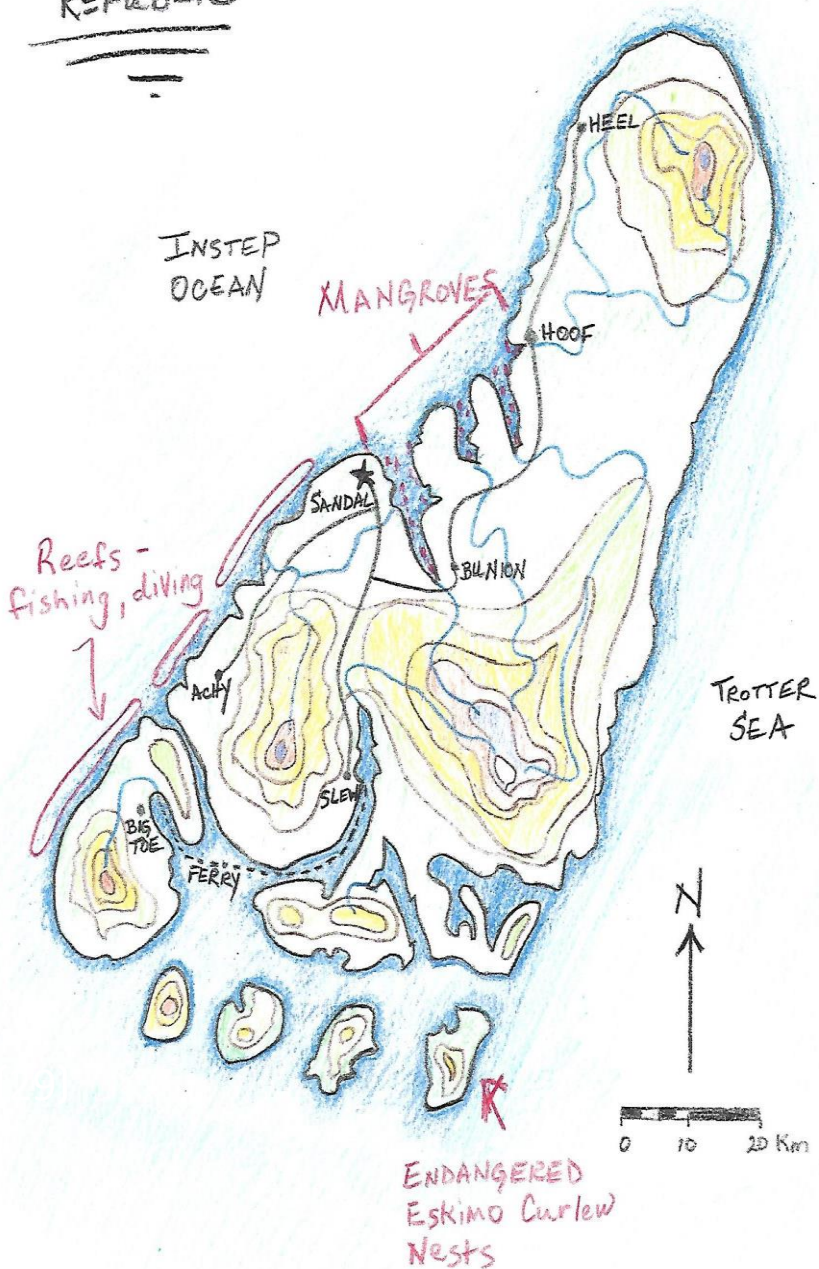 HEEL
INSTEP
OCEAN
MANGROVES
HOOF
SANDAL
Reefs -
fishing, diving
BUNION
ACHY
TROTTER
SEA
SLEW
BIG
TOE
FERRY
N
0 10 20 Km
ENDANGERED
Eskimo Curlew
Nests